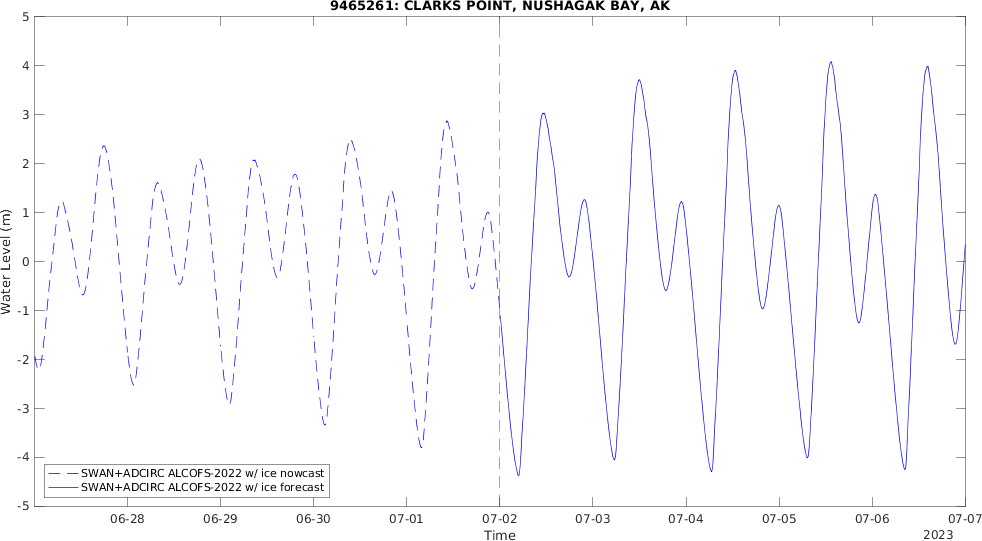 9465261: CLARKS POINT, NUSHAGAK BAY, AK
5
4
3
2
1
0
-1
-2
-3
-4
-5
Water Level (m)
SWAN+ADCIRC ALCOFS-2022 w/ ice nowcast
SWAN+ADCIRC ALCOFS-2022 w/ ice forecast
06-28 06-29 06-30 07-01 07-02 07-03 07-04 07-05 07-06 07-07
Time
2023